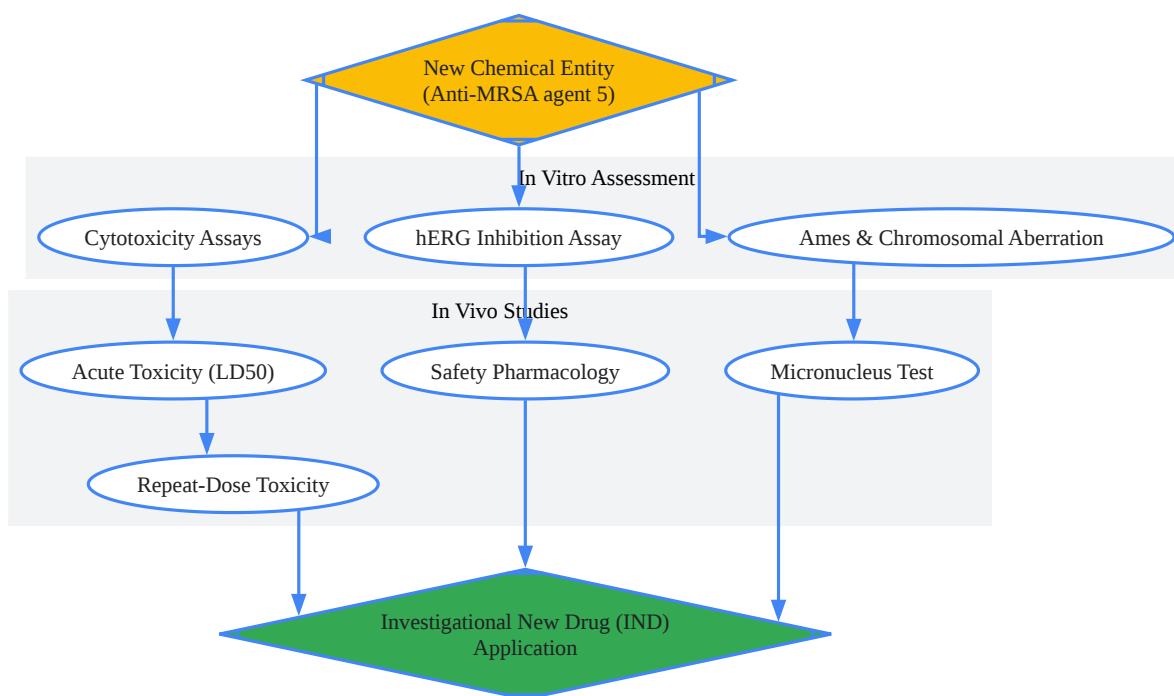 New Chemical Entity
(Anti-MRSA agent 5)
In Vitro Assessment
Cytotoxicity Assays
hERG Inhibition Assay
Ames & Chromosomal Aberration
In Vivo Studies
Acute Toxicity (LD50)
Safety Pharmacology
Micronucleus Test
Repeat-Dose Toxicity
Investigational New Drug (IND)
Application